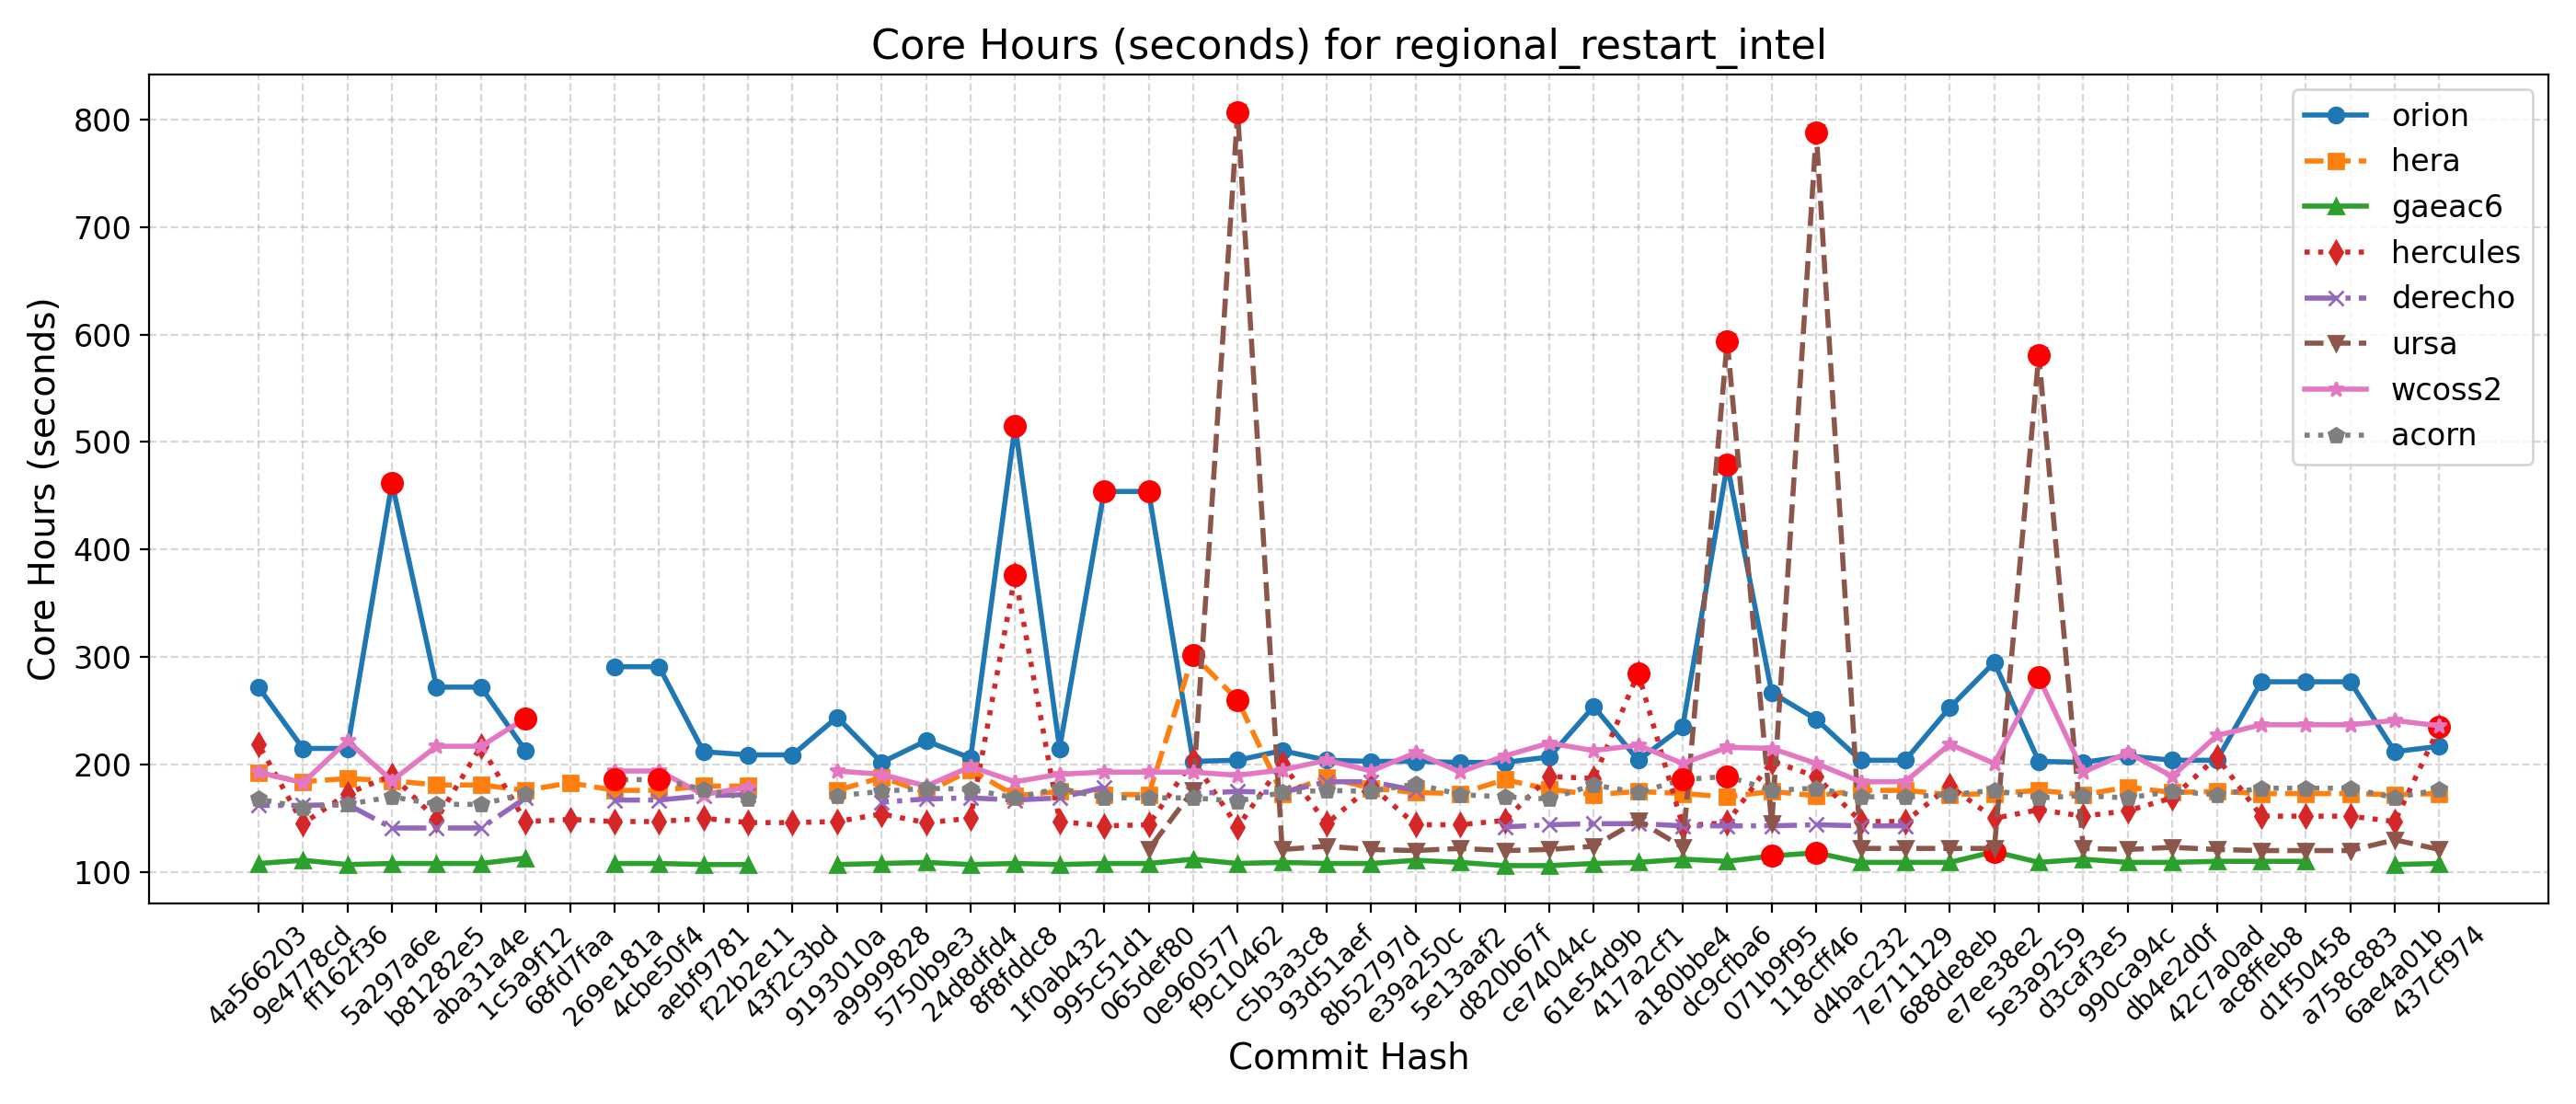 Core Hours (seconds) for regional_restart_intel
Core Hours (seconds)
800
700
600
500
400
300
200
100
orion
hera
gaeac6
hercules
derecho
ursa
wcoss2
acorn
4a566203
9e4778cd
ff162f36
5a297a6e
b81282e5
aba31a4e
1c5a9f12
68fd7faa
269e181a
4cbe50f4
aebf9781
f22b2e11
43f2c3bd
9193010a
a9999828
5750b9e3
24d8dfd4
8f8fddc8
1f0ab432
995c51d1
065def80
0e960577
f9c10462
c5b3a3c8
93d51aef
8b52797d
e39a250c
5e13aaf2
d820b67f
ce74044c
61e54d9b
417a2cf1
a180bbe4
dc9cfba6
071b9f95
118cff46
d4bac232
7e711129
688de8eb
e7ee38e2
5e3a9259
d3caf3e5
990ca94c
db4e2d0f
42c7a0ad
ac8ffeb8
d1f50458
a758c883
6ae4a01b
437cf974
Commit Hash